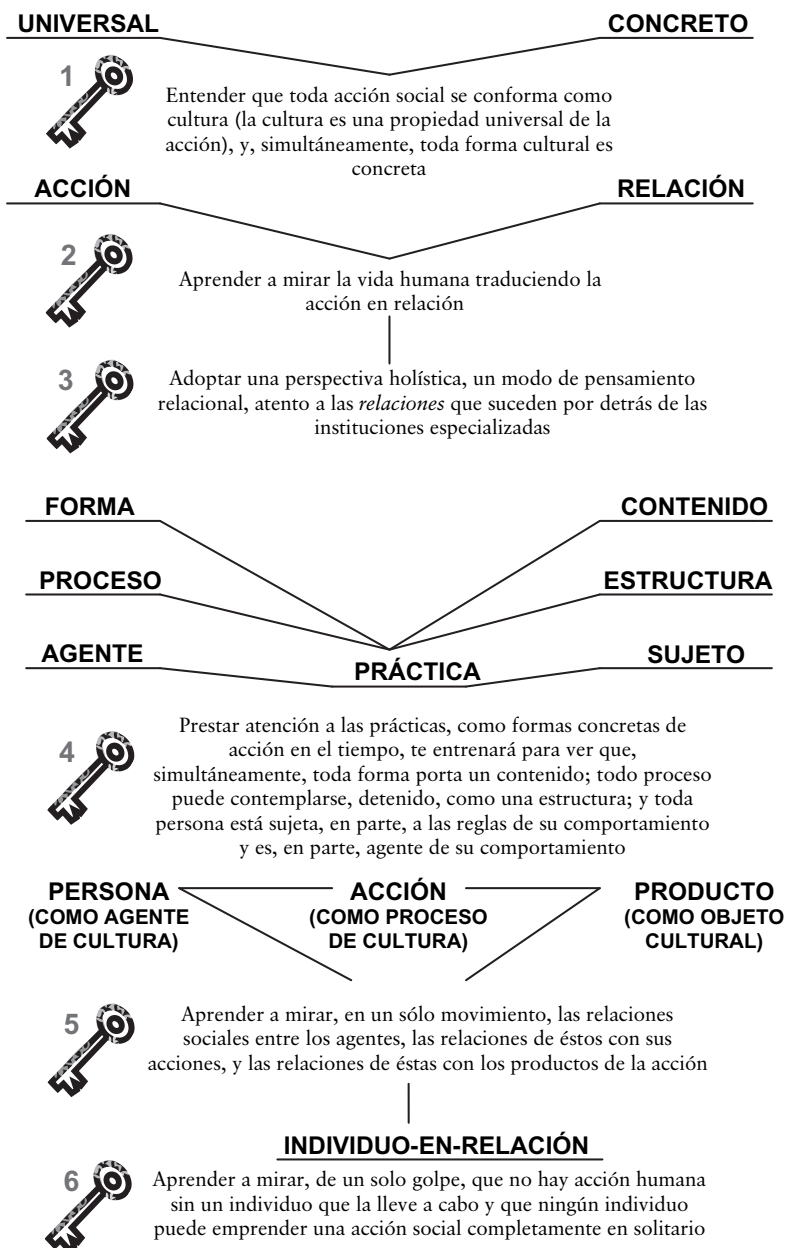 UNIVERSAL CONCRETO
1
Entender que toda acción social se conforma como
cultura (la cultura es una propiedad universal de la
acción), y, simultáneamente, toda forma cultural es
concreta
ACCIÓN RELACIÓN
2
Aprender a mirar la vida humana traduciendo la
acción en relación
3
Adoptar una perspectiva holística, un modo de pensamiento
relacional, atento a las relaciones que suceden por detrás de las
instituciones especializadas
FORMA CONTENIDO
PROCESO ESTRUCTURA
AGENTE PRÁCTICA SUJETO
4
Prestar atención a las prácticas, como formas concretas de
acción en el tiempo, te entrenará para ver que,
simultáneamente, toda forma porta un contenido; todo proceso
puede contemplarse, detenido, como una estructura; y toda
persona está sujeta, en parte, a las reglas de su comportamiento
y es, en parte, agente de su comportamiento
PERSONA ACCIÓN PRODUCTO
(COMO AGENTE (COMO PROCESO (COMO OBJETO
DE CULTURA) DE CULTURA) CULTURAL)
5
Aprender a mirar, en un sólo movimiento, las relaciones
sociales entre los agentes, las relaciones de éstos con sus
acciones, y las relaciones de éstas con los productos de la acción
INDIVIDUO-EN-RELACIÓN
6
Aprender a mirar, de un solo golpe, que no hay acción humana
sin un individuo que la lleve a cabo y que ningún individuo
puede emprender una acción social completamente en solitario